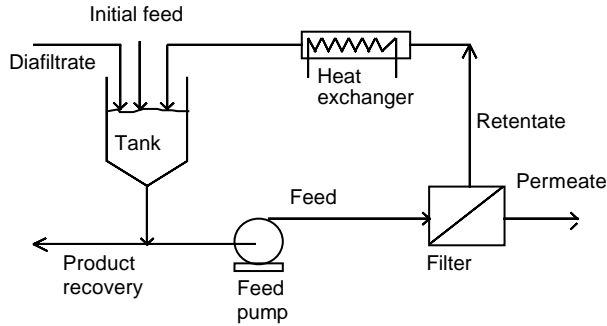 Initial feed
Diafiltrate
Tank
Heat
exchanger
Retentate
Permeate
Feed
Filter
Product
recovery
Feed
pump